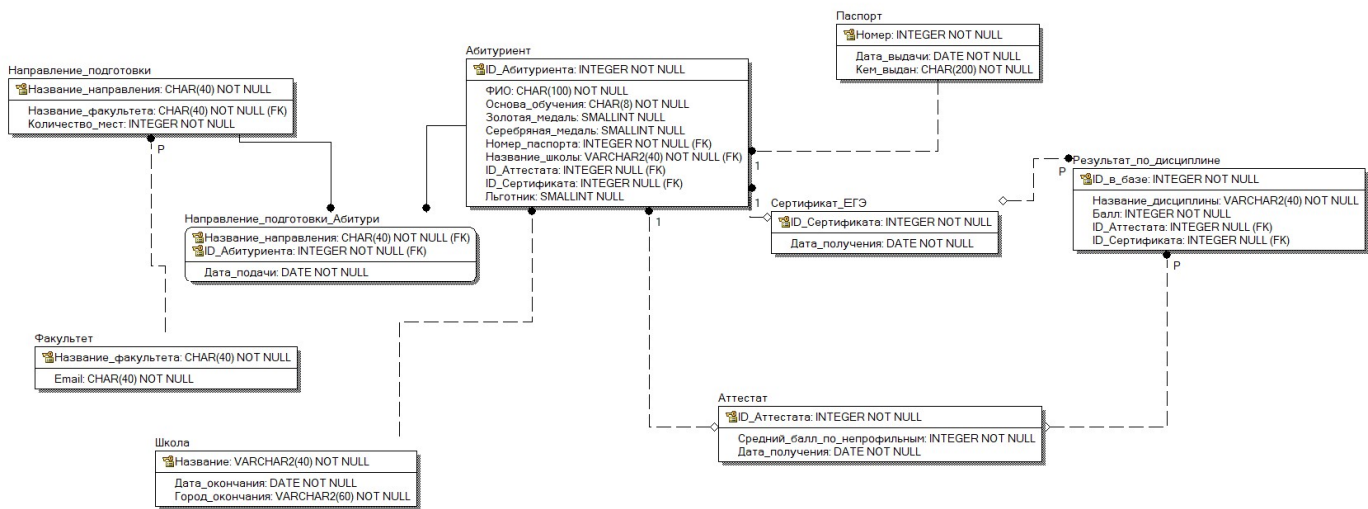 Направление_подготовки
Название_направления: CHAR(40) NOT NULL
Название_факультета: CHAR(40) NOT NULL (FK)
Количество_мест: INTEGER NOT NULL
P
Абитуриент
ID_Абитуриента: INTEGER NOT NULL
ФИО: CHAR(100) NOT NULL
Основа_обучения: CHAR(8) NOT NULL
Золотая_медаль: SMALLINT NULL
Серебряная_медаль: SMALLINT NULL
Номер_паспорта: INTEGER NOT NULL (FK)
Название_школы: VARCHAR2(40) NOT NULL (FK)
ID_Аттестата: INTEGER NULL (FK)
ID_Сертификата: INTEGER NULL (FK)
Льготник: SMALLINT NULL
1
1
1
Паспорт
Номер: INTEGER NOT NULL
Дата_выдачи: DATE NOT NULL
Кем_выдан: CHAR(200) NOT NULL
Результат_по_дисциплине
P
ID_в_базе: INTEGER NOT NULL
Название_дисциплины: VARCHAR2(40) NOT NULL
Балл: INTEGER NOT NULL
ID_Аттестата: INTEGER NULL (FK)
ID_Сертификата: INTEGER NULL (FK)
P
Сертификат_ЕГЭ
ID_Сертификата: INTEGER NOT NULL
Дата_получения: DATE NOT NULL
Направление_подготовки_Абитури
Название_направления: CHAR(40) NOT NULL (FK)
ID_Абитуриента: INTEGER NOT NULL (FK)
Дата_подачи: DATE NOT NULL
Факультет
Название_факультета: CHAR(40) NOT NULL
Email: CHAR(40) NOT NULL
Аттестат
ID_Аттестата: INTEGER NOT NULL
Средний_балл_по_непрофильным: INTEGER NOT NULL
Дата_получения: DATE NOT NULL
Школа
Название: VARCHAR2(40) NOT NULL
Дата_окончания: DATE NOT NULL
Город_окончания: VARCHAR2(60) NOT NULL